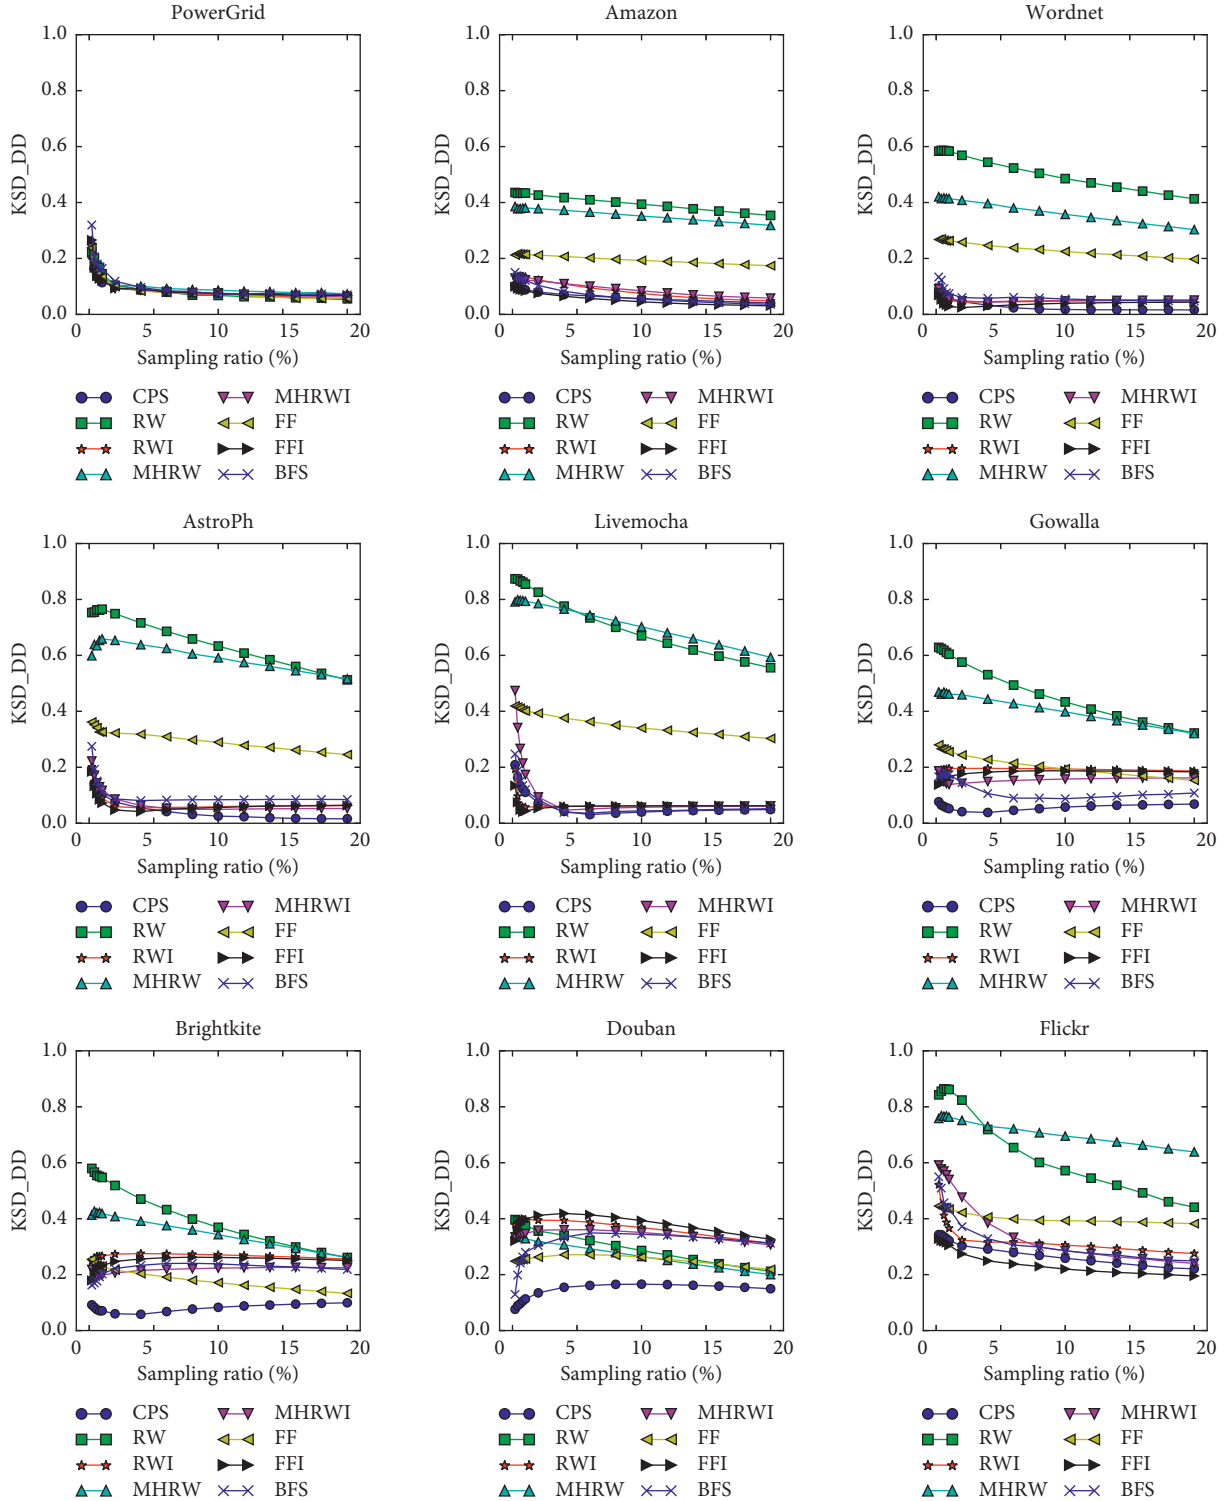 PowerGrid
1.0
0.8
0.6
0.4
0.2
0.0
KSD_DD
0 5 10 15 20
Sampling ratio (%)
CPS MHRWI
RW FF
RWI FFI
MHRW BFS
Amazon
1.0
0.8
0.6
0.4
0.2
0.0
KSD_DD
0 5 10 15 20
Sampling ratio (%)
CPS MHRWI
RW FF
RWI FFI
MHRW BFS
Wordnet
1.0
0.8
0.6
0.4
0.2
0.0
KSD_DD
0 5 10 15 20
Sampling ratio (%)
CPS MHRWI
RW FF
RWI FFI
MHRW BFS
AstroPh
1.0
0.8
0.6
0.4
0.2
0.0
KSD_DD
0 5 10 15 20
Sampling ratio (%)
CPS MHRWI
RW FF
RWI FFI
MHRW BFS
Livemocha
1.0
0.8
0.6
0.4
0.2
0.0
KSD_DD
0 5 10 15 20
Sampling ratio (%)
CPS MHRWI
RW FF
RWI FFI
MHRW BFS
Gowalla
1.0
0.8
0.6
0.4
0.2
0.0
KSD_DD
0 5 10 15 20
Sampling ratio (%)
CPS MHRWI
RW FF
RWI FFI
MHRW BFS
Brightkite
1.0
0.8
0.6
0.4
0.2
0.0
KSD_DD
0 5 10 15 20
Sampling ratio (%)
CPS MHRWI
RW FF
RWI FFI
MHRW BFS
Douban
1.0
0.8
0.6
0.4
0.2
0.0
KSD_DD
0 5 10 15 20
Sampling ratio (%)
CPS MHRWI
RW FF
RWI FFI
MHRW BFS
Flickr
1.0
0.8
0.6
0.4
0.2
0.0
KSD_DD
0 5 10 15 20
Sampling ratio (%)
CPS MHRWI
RW FF
RWI FFI
MHRW BFS